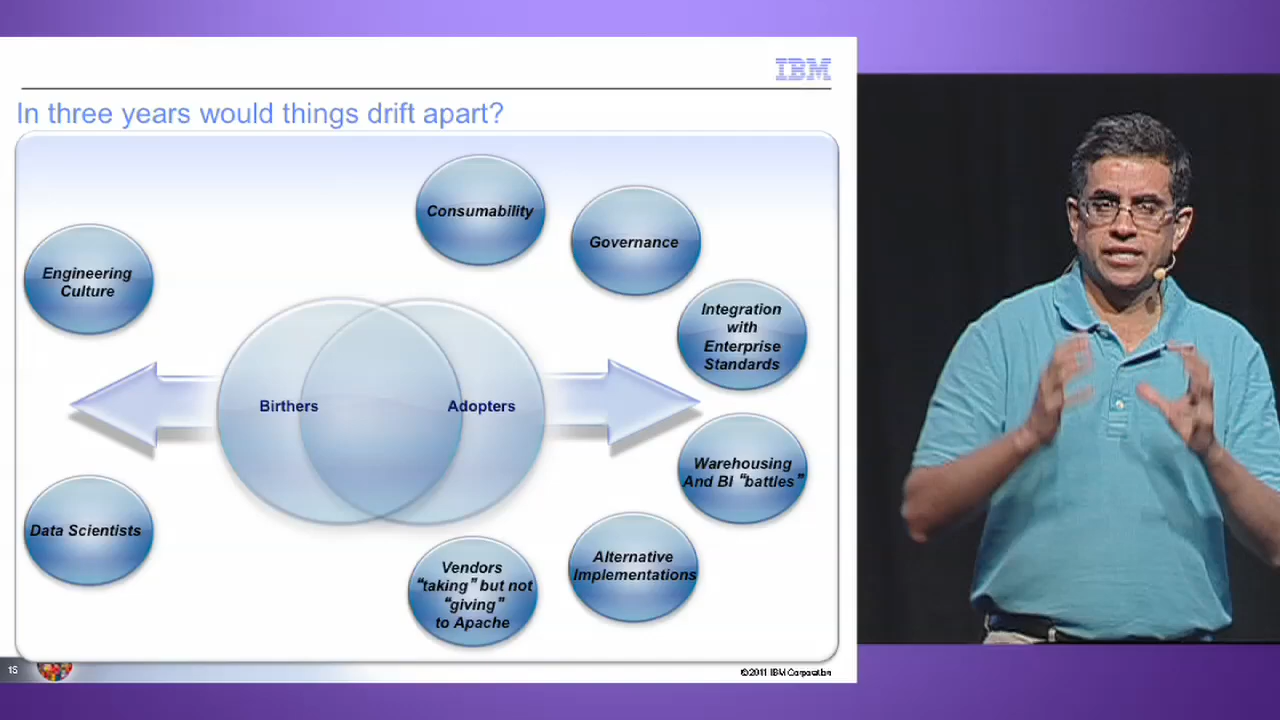 IBM
In three years would things drift apart?
Consumability
Governance
Engineering
Culture
Integration
with
Enterprise
Standards
Birthers
Adopters
Warehousing
And BI “battles”
Data Scientists
Alternative
Implementations
Vendors
“taking” but not
“giving”
to Apache
15
©2011 IBM Corporation